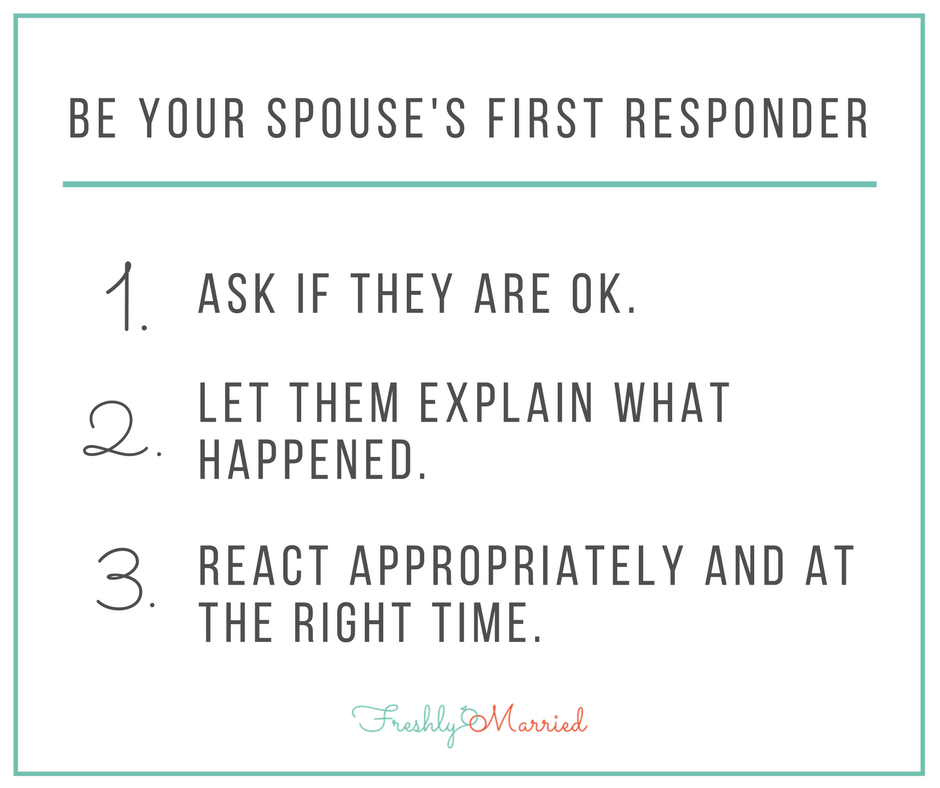 BE YOUR SPOUSE'S FIRST RESPONDER
1. ASK IF THEY ARE OK.
2. LET THEM EXPLAIN WHAT
HAPPENED.
3. REACT APPROPRIATELY AND AT
THE RIGHT TIME.
Freshly Married